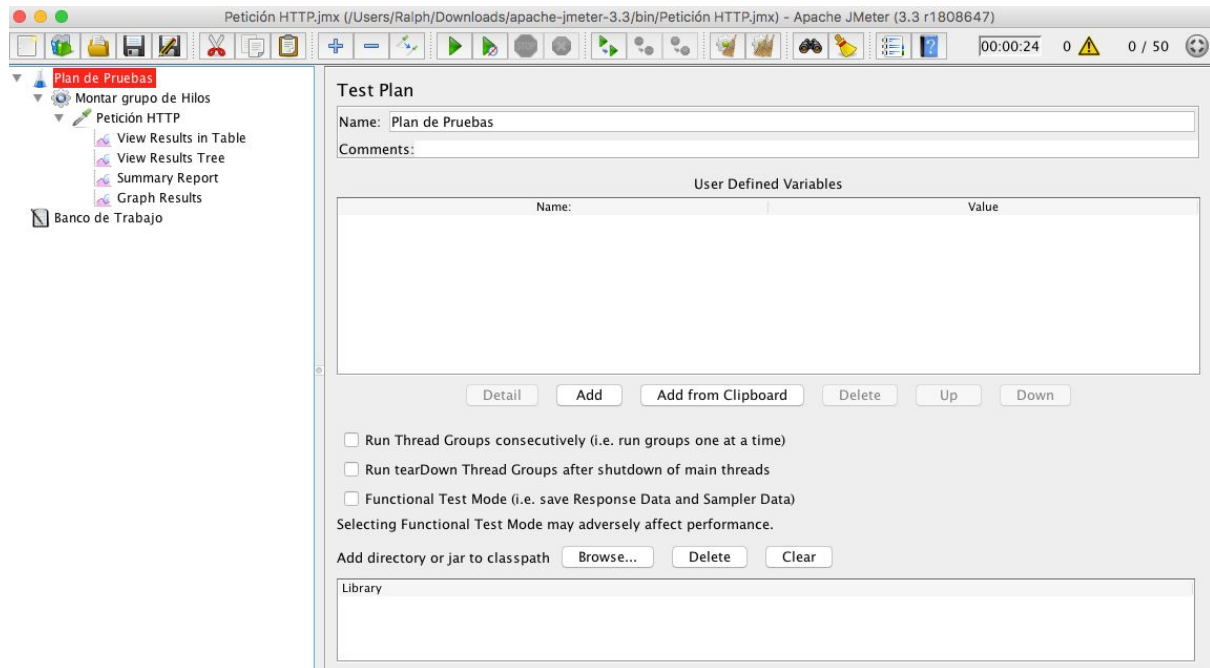 Petición HTTP.jmx (/Users/Ralph/Downloads/apache-jmeter-3.3/bin/Petición HTTP.jmx) - Apache JMeter (3.3 r1808647)
00:00:24 0 0 / 50
Plan de Pruebas
Montar grupo de Hilos
Petición HTTP
View Results in Table
View Results Tree
Summary Report
Graph Results
Banco de Trabajo
Test Plan
Name: Plan de Pruebas
Comments:
User Defined Variables
Name: Value
Detail Add Add from Clipboard Delete Up Down
Run Thread Groups consecutively (i.e. run groups one at a time)
Run tearDown Thread Groups after shutdown of main threads
Functional Test Mode (i.e. save Response Data and Sampler Data)
Selecting Functional Test Mode may adversely affect performance.
Add directory or jar to classpath Browse... Delete Clear
Library